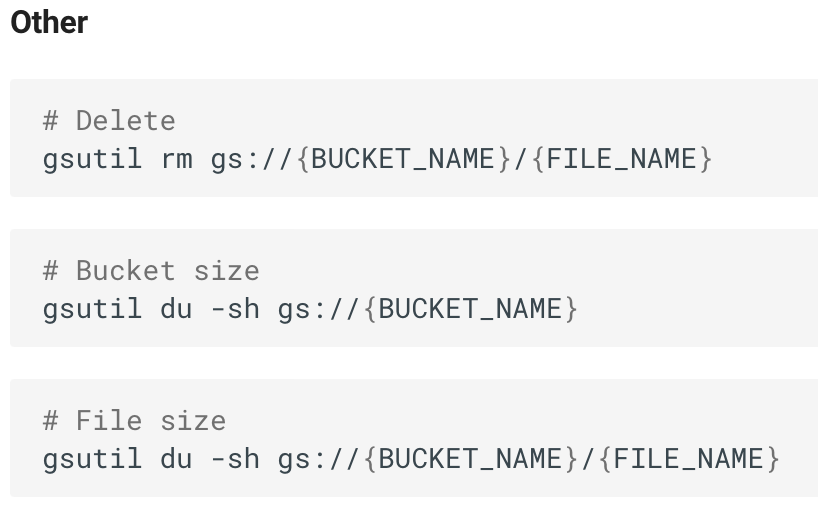 Other
# Delete
gsutil rm gs://{BUCKET_NAME}/{FILE_NAME}
# Bucket size
gsutil du -sh gs://{BUCKET_NAME}
# File size
gsutil du -sh gs://{BUCKET_NAME}/{FILE_NAME}